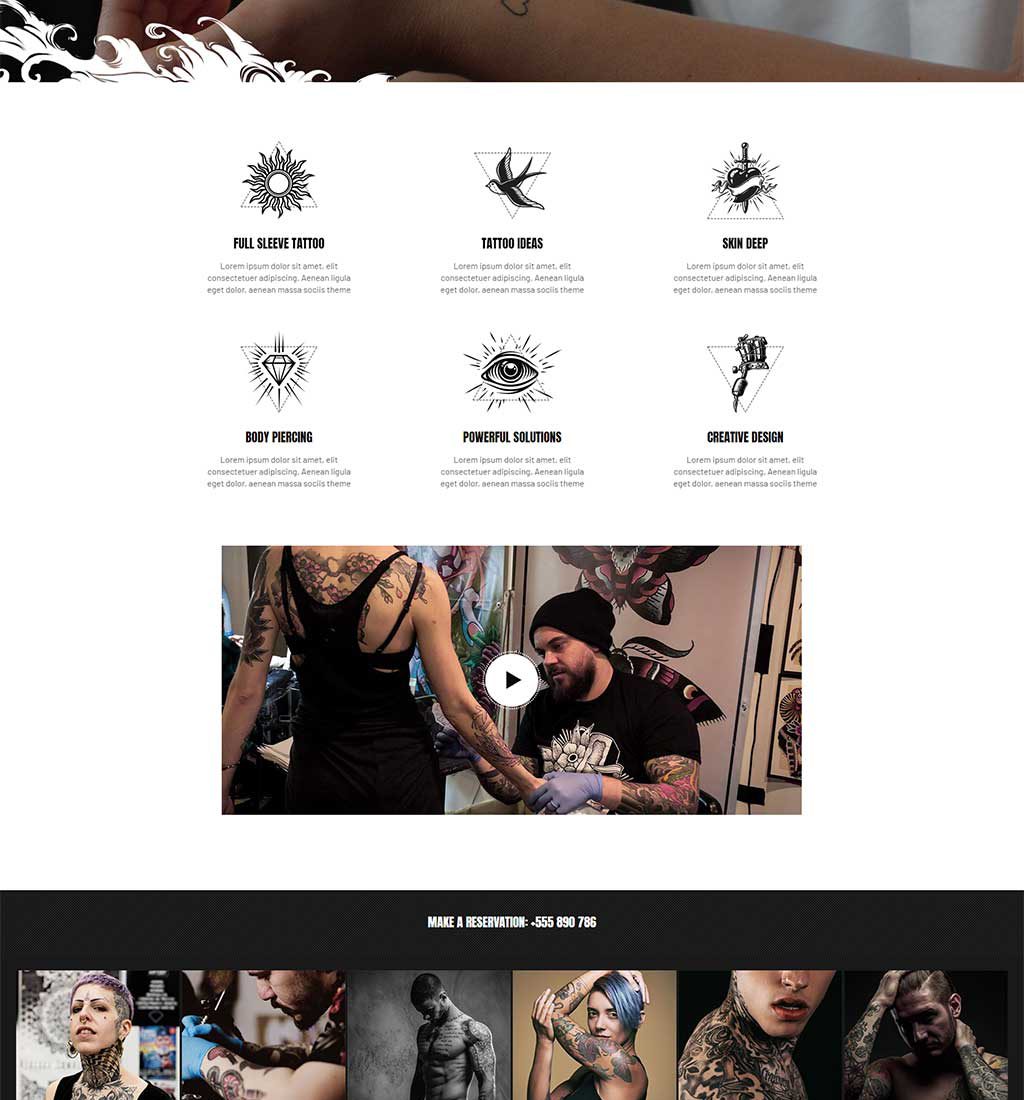 FULL SLEEVE TATTOO
Lorem ipsum dolor sit amet, elit
consectetuer adipiscing. Aenean ligula
eget dolor. aenean massa sociis theme
TATTOO IDEAS
Lorem ipsum dolor sit amet, elit
consectetuer adipiscing. Aenean ligula
eget dolor. aenean massa sociis theme
SKIN DEEP
Lorem ipsum dolor sit amet, elit
consectetuer adipiscing. Aenean ligula
eget dolor. aenean massa sociis theme
BODY PIERCING
Lorem ipsum dolor sit amet, elit
consectetuer adipiscing. Aenean ligula
eget dolor. aenean massa sociis theme
POWERFUL SOLUTIONS
Lorem ipsum dolor sit amet, elit
consectetuer adipiscing. Aenean ligula
eget dolor. aenean massa sociis theme
CREATIVE DESIGN
Lorem ipsum dolor sit amet, elit
consectetuer adipiscing. Aenean ligula
eget dolor. aenean massa sociis theme
MAKE A RESERVATION: +555 890 786